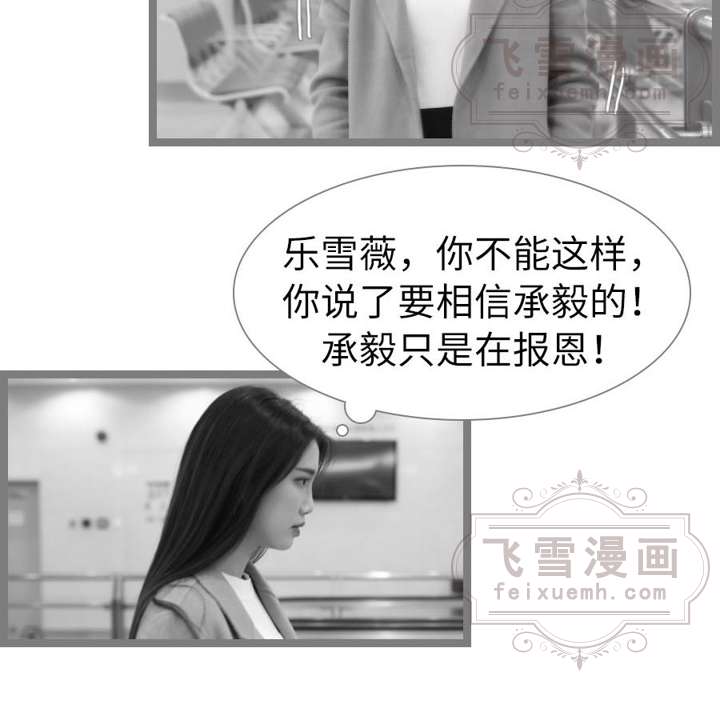 飞雪漫画
feixuemh.com
乐雪薇，你不能这样，
你说了要相信承毅的！
承毅只是在报恩！
飞雪漫画
feixuemh.com